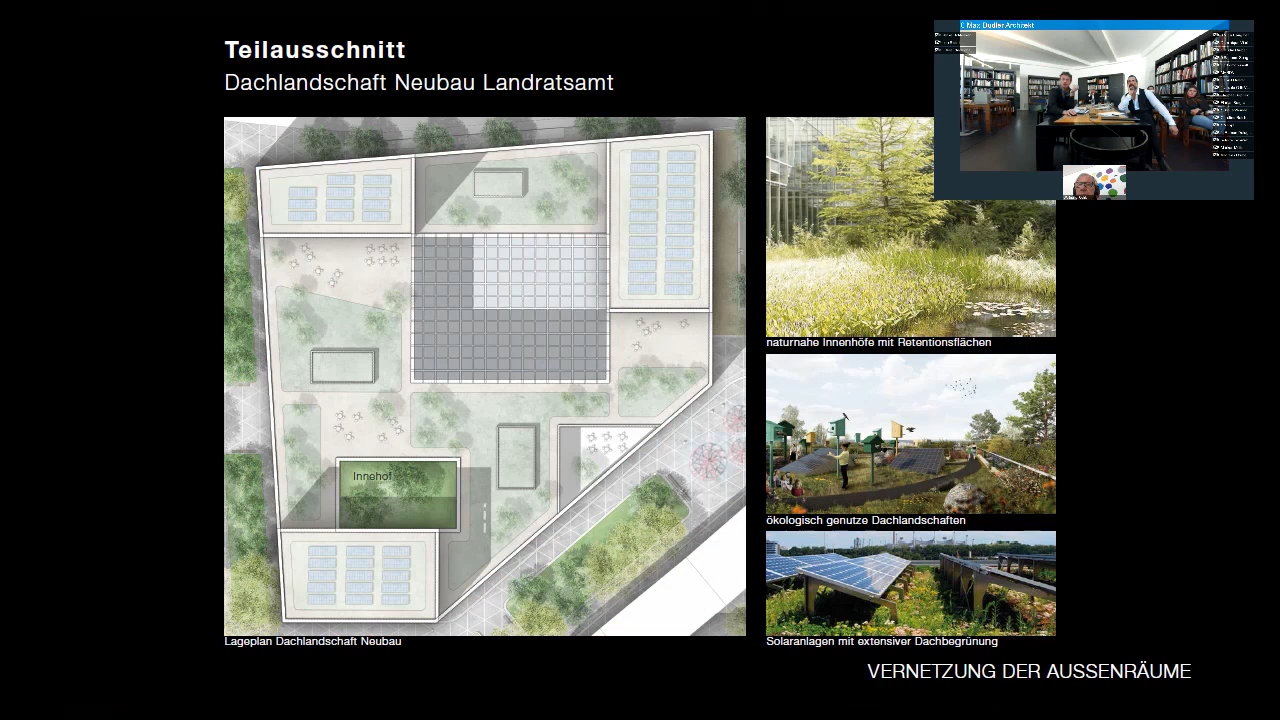 Teilausschnitt
Dachlandschaft Neubau Landratsamt
Max Dudler Architekt
Innehof
naturnahe Innenhöfe mit Retentionsflächen
ökologisch genutze Dachlandschaften
Lageplan Dachlandschaft Neubau
Solaranlagen mit extensiver Dachbegrünung
VERNETZUNG DER AUSSENRÄUME